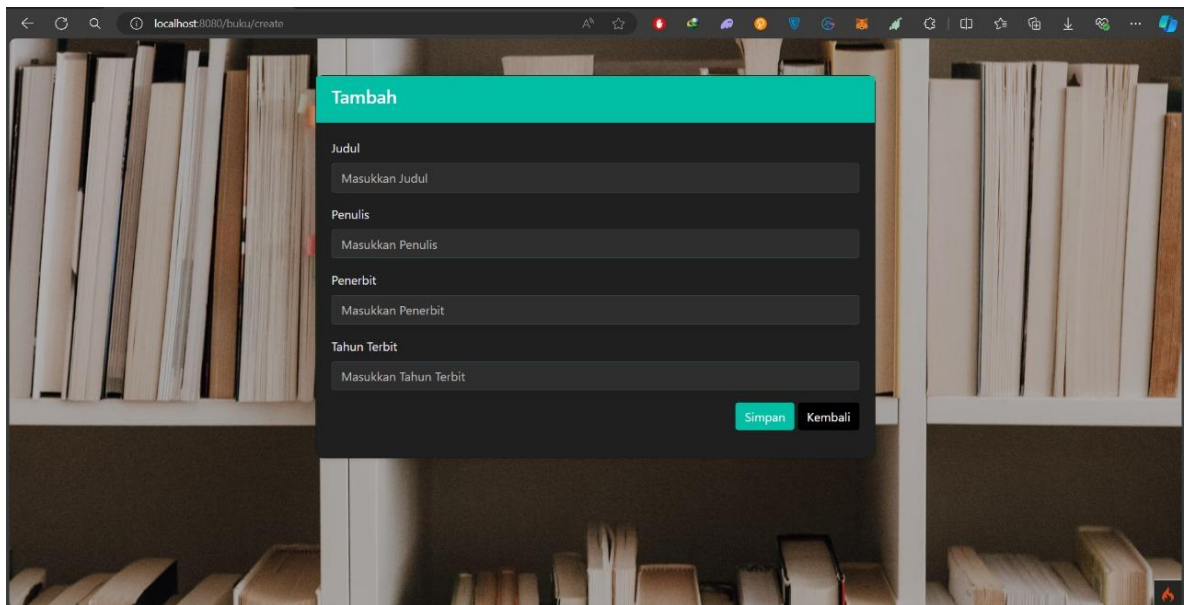 localhost:8080/buku/create
Tambah
Judul
Masukkan Judul
Penulis
Masukkan Penulis
Penerbit
Masukkan Penerbit
Tahun Terbit
Masukkan Tahun Terbit
Simpan Kembali